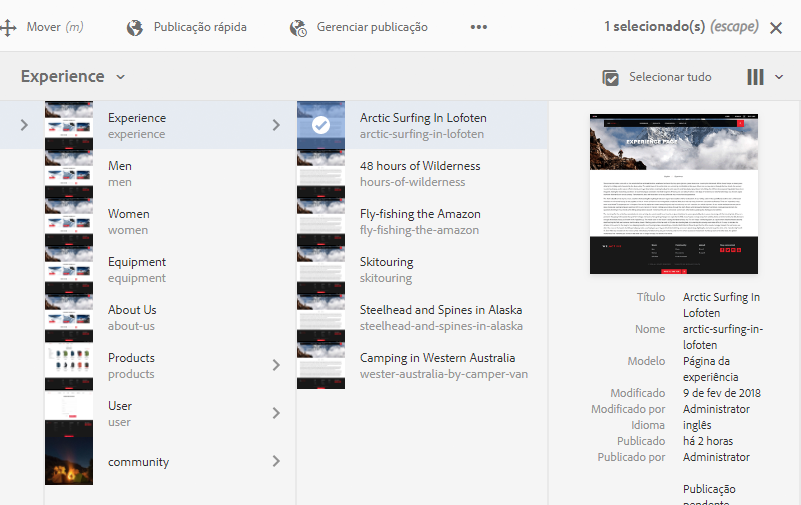 Mover (m) Publicação rápida Gerenciar publicação ••• 1 selecionado(s) (escape)
Experience Selecionar tudo
Experience
experience
Men
men
Women
women
Equipment
equipment
About Us
about-us
Products
products
User
user
community
Arctic Surfing In Lofoten
arctic-surfing-in-lofoten
48 hours of Wilderness
hours-of-wilderness
Fly-fishing the Amazon
fly-fishing-the-amazon
Skitouring
skitouring
Steelhead and Spines in Alaska
steelhead-and-spines-in-alaska
Camping in Western Australia
wester-australia-by-camper-van
EXPERIENCE PAGE
Título Arctic Surfing In
Lofoten
Nome arctic-surfing-in-
lofoten
Modelo Página da
experiência
Modificado 9 de fev de 2018
Modificado por Administrator
Idioma inglês
Publicado há 2 horas
Publicado por Administrator
Publicação
pendente